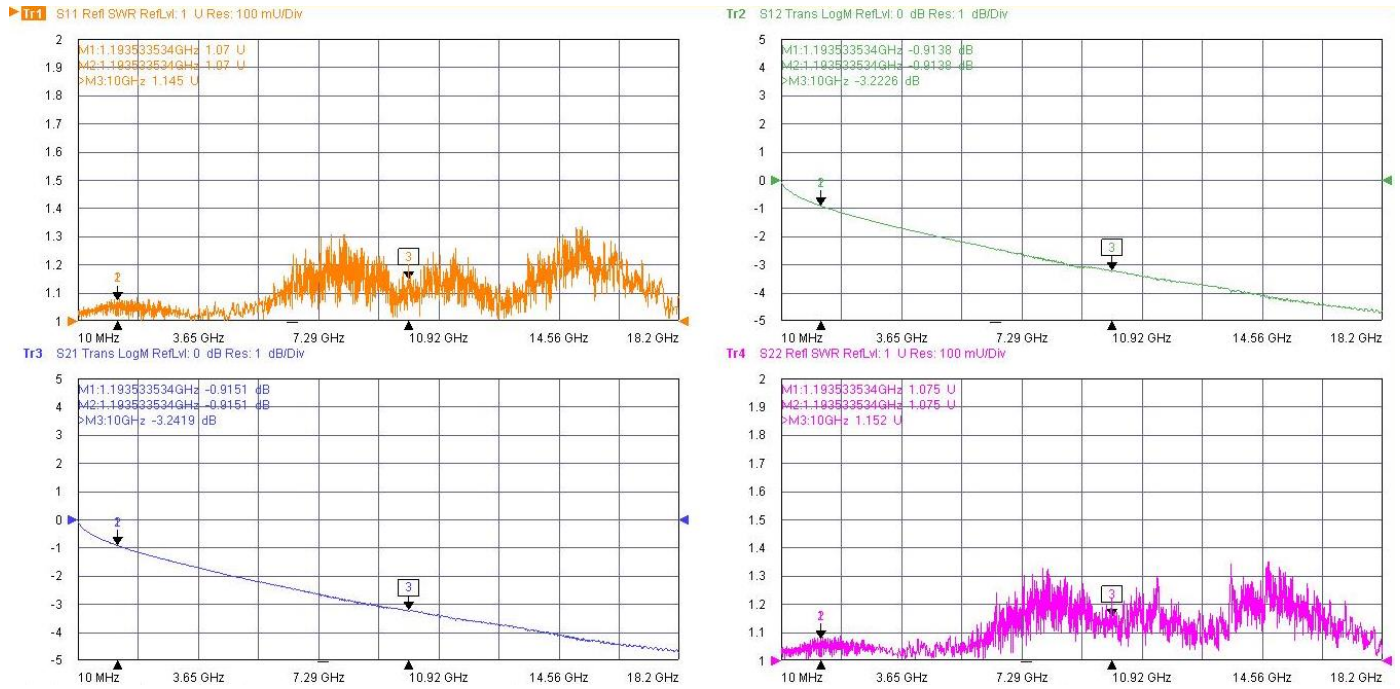 Tr1 S11 Refl SWR RefLvl: 1 U Res: 100 mU/Div
2
1.9
1.8
1.7
1.6
1.5
1.4
1.3
1.2
1.1
1
M1:1.193533534GHz 1.07 U
M2:1.193533534GHz 1.07 U
>M3:10GHz 1.145 U
2
3
10 MHz 3.65 GHz 7.29 GHz 10.92 GHz 14.56 GHz 18.2 GHz
Tr2 S12 Trans LogM RefLvl: 0 dB Res: 1 dB/Div
5
4
3
2
1
0
-1
-2
-3
-4
-5
M1:1.193533534GHz -0.9138 dB
M2:1.193533534GHz -0.9138 dB
>M3:10GHz -3.2226 dB
2
3
10 MHz 3.65 GHz 7.29 GHz 10.92 GHz 14.56 GHz 18.2 GHz
Tr3 S21 Trans LogM RefLvl: 0 dB Res: 1 dB/Div
5
4
3
2
1
0
-1
-2
-3
-4
-5
M1:1.193533534GHz -0.9151 dB
M2:1.193533534GHz -0.9151 dB
>M3:10GHz -3.2419 dB
2
3
10 MHz 3.65 GHz 7.29 GHz 10.92 GHz 14.56 GHz 18.2 GHz
Tr4 S22 Refl SWR RefLvl: 1 U Res: 100 mU/Div
2
1.9
1.8
1.7
1.6
1.5
1.4
1.3
1.2
1.1
1
M1:1.193533534GHz 1.075 U
M2:1.193533534GHz 1.075 U
>M3:10GHz 1.152 U
2
3
10 MHz 3.65 GHz 7.29 GHz 10.92 GHz 14.56 GHz 18.2 GHz